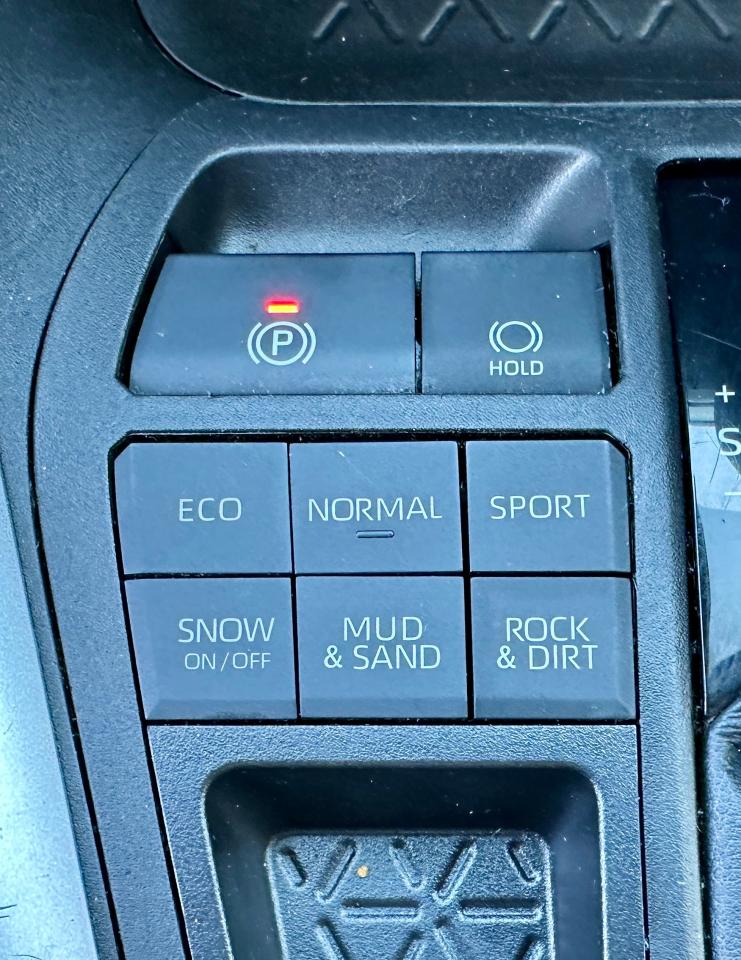 P
HOLD
+
S
ECO
NORMAL
SPORT
SNOW
ON/OFF
MUD
& SAND
ROCK
& DIRT